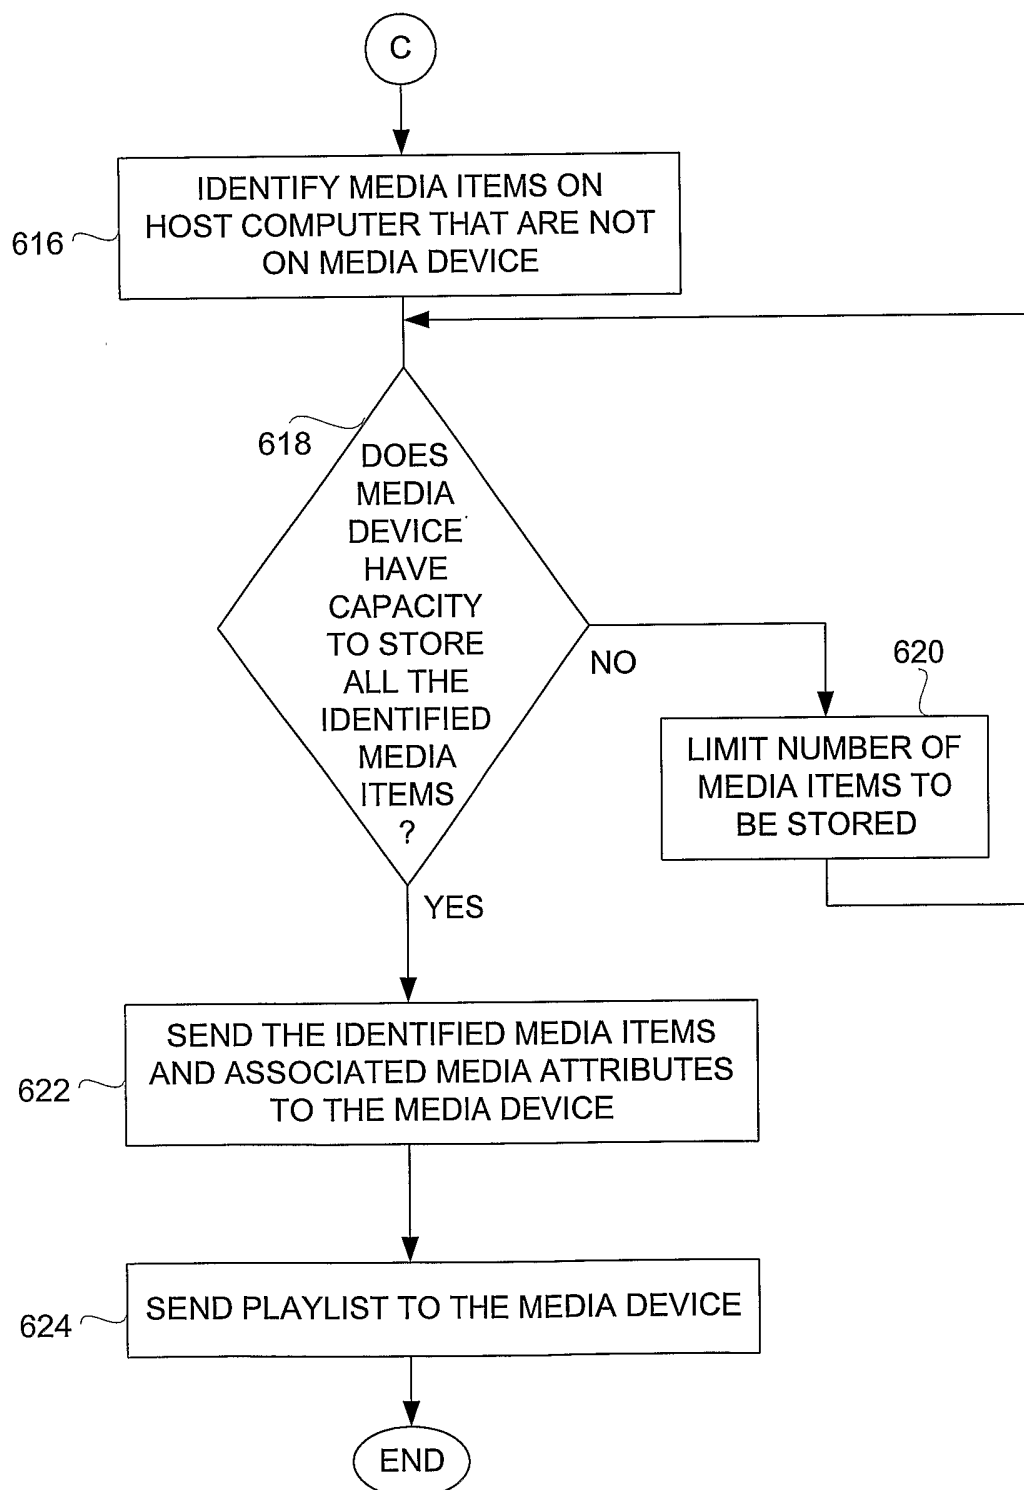 C
IDENTIFY MEDIA ITEMS ON
HOST COMPUTER THAT ARE NOT
ON MEDIA DEVICE
616
618
DOES
MEDIA
DEVICE
HAVE
CAPACITY
TO STORE
ALL THE
IDENTIFIED
MEDIA
ITEMS
?
NO
620
LIMIT NUMBER OF
MEDIA ITEMS TO
BE STORED
YES
SEND THE IDENTIFIED MEDIA ITEMS
AND ASSOCIATED MEDIA ATTRIBUTES
TO THE MEDIA DEVICE
622
SEND PLAYLIST TO THE MEDIA DEVICE
624
END